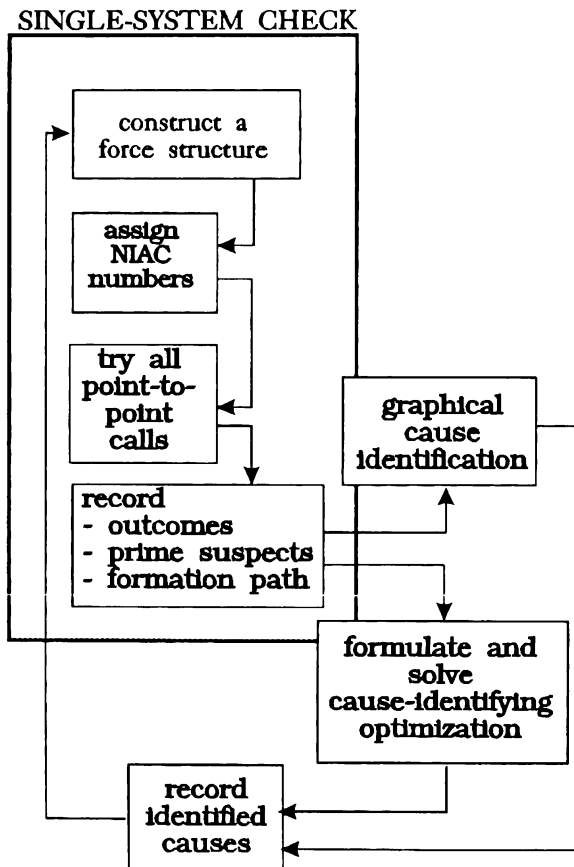 SINGLE-SYSTEM CHECK
construct a
force structure
assign
NIAC
numbers
try all
point-to-
point
calls
record
- outcomes
- prime suspects
- formation path
graphical
cause
identification
formulate and
solve
cause-identifying
optimization
record
identified
causes